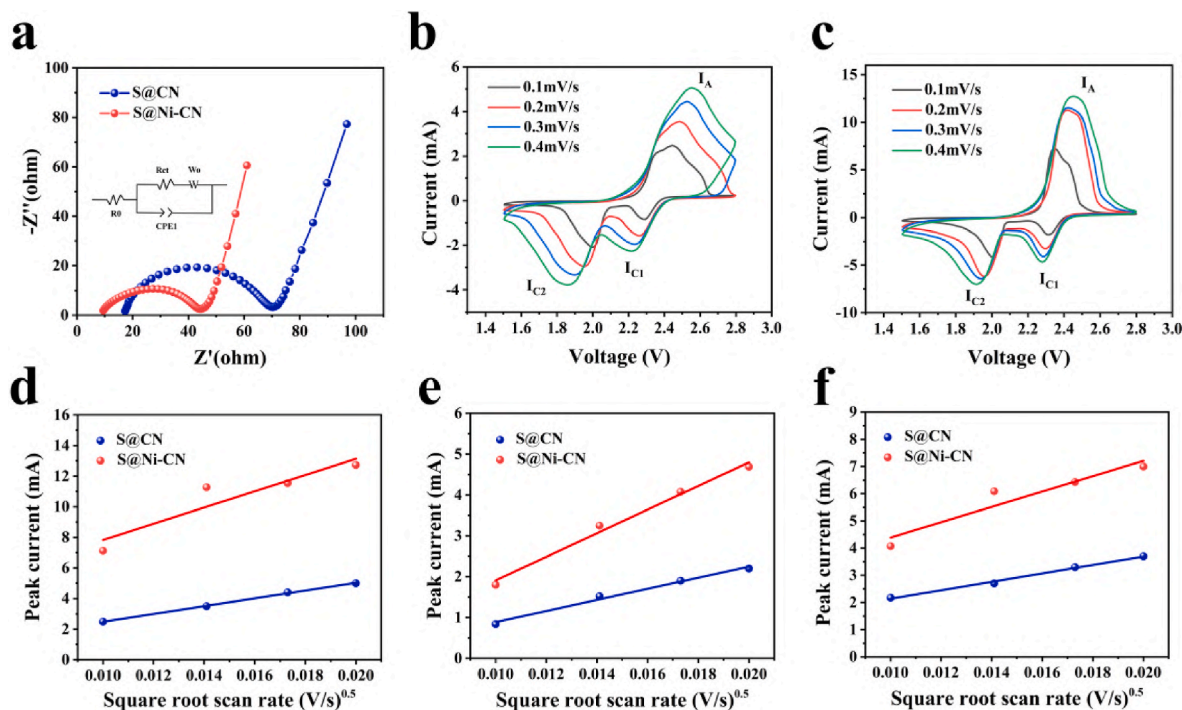 a
-Z''(ohm)
80
60
40
20
0
S@CN
S@Ni-CN
R0
Rct
Wo
CPE1
0 20 40 60 80 100
Z'(ohm)
b
Current (mA)
6
4
2
0
-2
-4
0.1mV/s
0.2mV/s
0.3mV/s
0.4mV/s
IA
IC1
IC2
1.4 1.6 1.8 2.0 2.2 2.4 2.6 2.8 3.0
Voltage (V)
c
Current (mA)
15
10
5
0
-5
-10
0.1mV/s
0.2mV/s
0.3mV/s
0.4mV/s
IA
IC1
IC2
1.4 1.6 1.8 2.0 2.2 2.4 2.6 2.8 3.0
Voltage (V)
d
Peak current (mA)
16
14
12
10
8
6
4
2
0
S@CN
S@Ni-CN
0.010 0.012 0.014 0.016 0.018 0.020
Square root scan rate (V/s)0.5
e
Peak current (mA)
6
5
4
3
2
1
0
S@CN
S@Ni-CN
0.010 0.012 0.014 0.016 0.018 0.020
Square root scan rate (V/s)0.5
f
Peak current (mA)
9
8
7
6
5
4
3
2
1
0
S@CN
S@Ni-CN
0.010 0.012 0.014 0.016 0.018 0.020
Square root scan rate (V/s)0.5